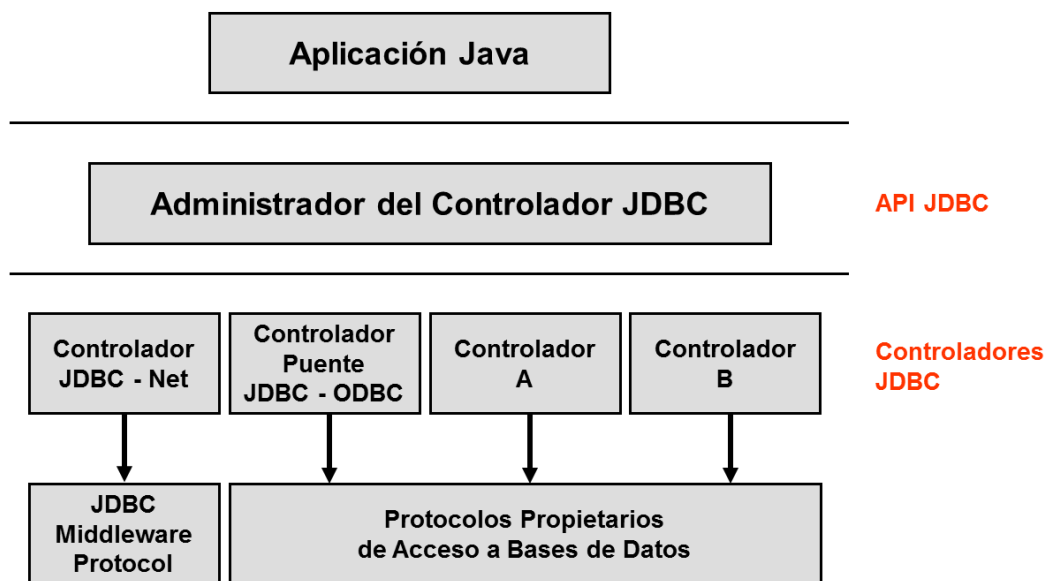 Aplicación Java
Administrador del Controlador JDBC
API JDBC
Controlador
JDBC - Net
Controlador
Puente
JDBC - ODBC
Controlador
A
Controlador
B
Controladores
JDBC
JDBC
Middleware
Protocol
Protocolos Propietarios
de Acceso a Bases de Datos